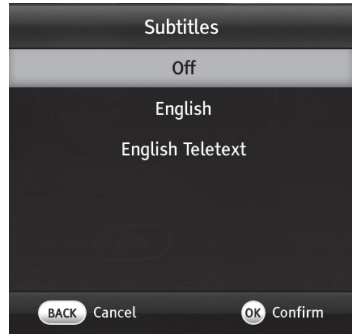 Subtitles
Off
English
English Teletext
BACK Cancel OK Confirm